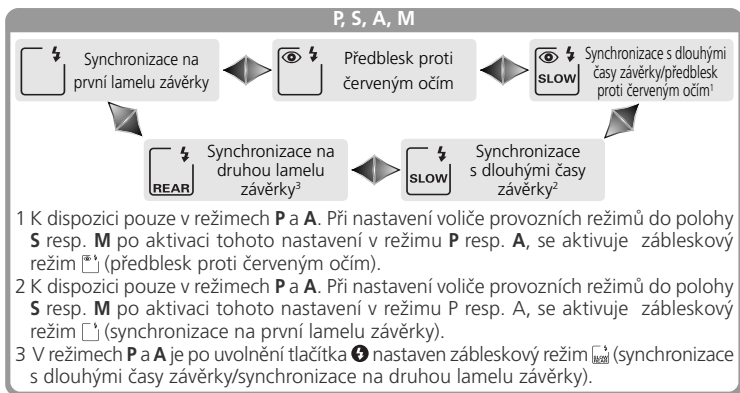 P, S, A, M
Synchronizace na
první lamelu závěrky
Předblesk proti
červeným očím
SLOW
Synchronizace s dlouhými
časy závěrky/předblesk
proti červeným očím¹
REAR
Synchronizace na
druhou lamelu
závěrky³
SLOW
Synchronizace
s dlouhými časy
závěrky²
1 K dispozici pouze v režimech P a A. Při nastavení voliče provozních režimů do polohy
S resp. M po aktivaci tohoto nastavení v režimu P resp. A, se aktivuje zábleskový
režim (předblesk proti červeným očím).
2 K dispozici pouze v režimech P a A. Při nastavení voliče provozních režimů do polohy
S resp. M po aktivaci tohoto nastavení v režimu P resp. A, se aktivuje zábleskový
režim (synchronizace na první lamelu závěrky).
3 V režimech P a A je po uvolnění tlačítka nastaven zábleskový režim (synchronizace
s dlouhými časy závěrky/synchronizace na druhou lamelu závěrky).